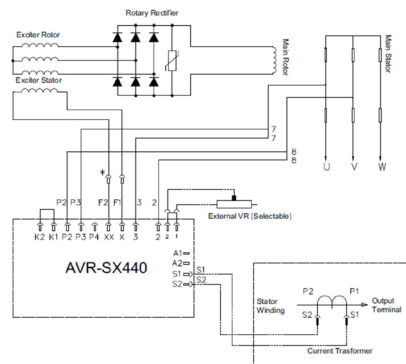 Rotary Rectifier
Exciter Rotor
Main Rotor
Main Stator
Exciter Stator
7
7
8
8
U V W
*
P2 P3 F2 F1 3 2
External VR (Selectable)
K2 K1 P2 P3 P4 XX X 3 2 2 1
A1
A2
S1 S1
S2 S2
AVR-SX440
P2 P1
Stator Winding
Output Terminal
S2 S1
Current Trasformer